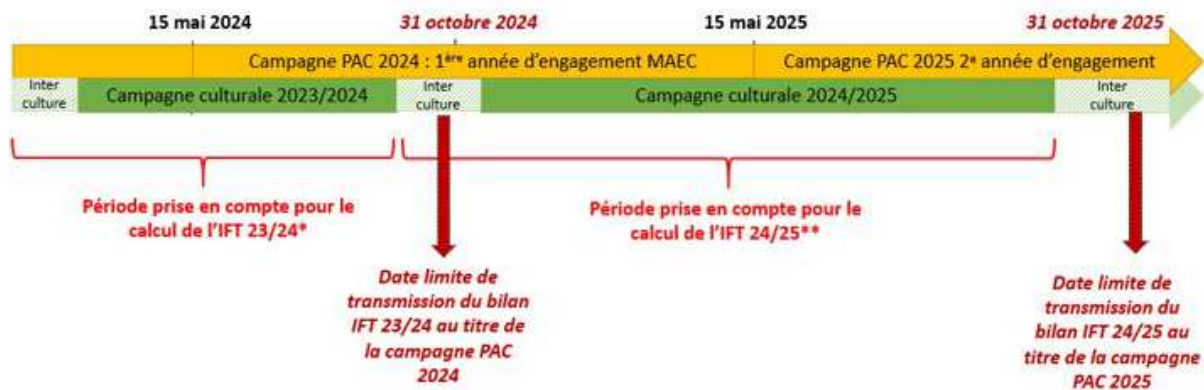 15 mai 2024
31 octobre 2024
15 mai 2025
31 octobre 2025
Campagne PAC 2024 : 1ère année d'engagement MAEC
Campagne PAC 2025 2e année d'engagement
Inter
culture
Campagne culturale 2023/2024
Inter
culture
Campagne culturale 2024/2025
Inter
culture
Période prise en compte pour le
calcul de l'IFT 23/24*
Période prise en compte pour le
calcul de l'IFT 24/25**
Date limite de
transmission du bilan
IFT 23/24 au titre de
la campagne PAC
2024
Date limite de
transmission du
bilan IFT 24/25 au
titre de la campagne
PAC 2025